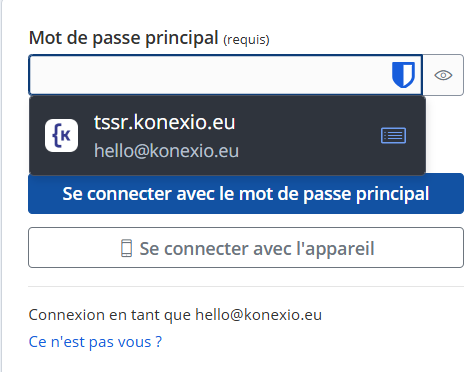 Mot de passe principal (requis)
{K
tssr.konexio.eu
hello@konexio.eu
Se connecter avec le mot de passe principal
Se connecter avec l'appareil
Connexion en tant que hello@konexio.eu
Ce n'est pas vous ?